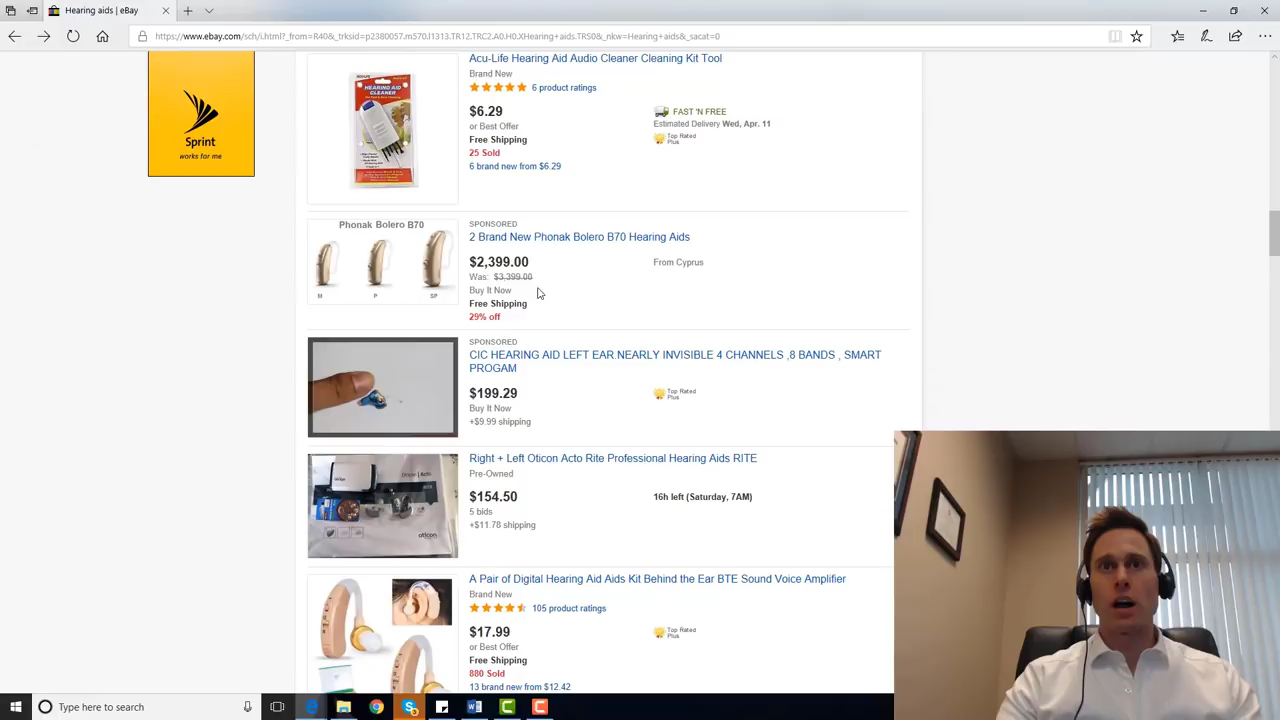 Hearing aids | eBay
https://www.ebay.com/sch/i.html?_from=R40&_trksid=p2380057.m570.l1313.TR12.TRC2.A0.H0.XHearing+aids.TRS0&_nkw=Hearing+aids&_sacat=0
Sprint
works for me
Acu-Life Hearing Aid Audio Cleaner Cleaning Kit Tool
Brand New
6 product ratings
$6.29
or Best Offer
Free Shipping
25 Sold
6 brand new from $6.29
FAST 'N FREE
Estimated Delivery Wed, Apr. 11
Top Rated
Plus
HEARING AID
CLEANER
Phonak Bolero B70
M P SP
SPONSORED
2 Brand New Phonak Bolero B70 Hearing Aids
$2,399.00
Was: $3,399.00
Buy It Now
Free Shipping
29% off
From Cyprus
SPONSORED
CIC HEARING AID LEFT EAR NEARLY INVISIBLE 4 CHANNELS ,8 BANDS , SMART
PROGAM
$199.29
Buy It Now
+$9.99 shipping
Top Rated
Plus
Right + Left Oticon Acto Rite Professional Hearing Aids RITE
Pre-Owned
$154.50
5 bids
+$11.78 shipping
16h left (Saturday, 7AM)
oticon
A Pair of Digital Hearing Aid Aids Kit Behind the Ear BTE Sound Voice Amplifier
Brand New
105 product ratings
$17.99
or Best Offer
Free Shipping
880 Sold
13 brand new from $12.42
Top Rated
Plus
Type here to search